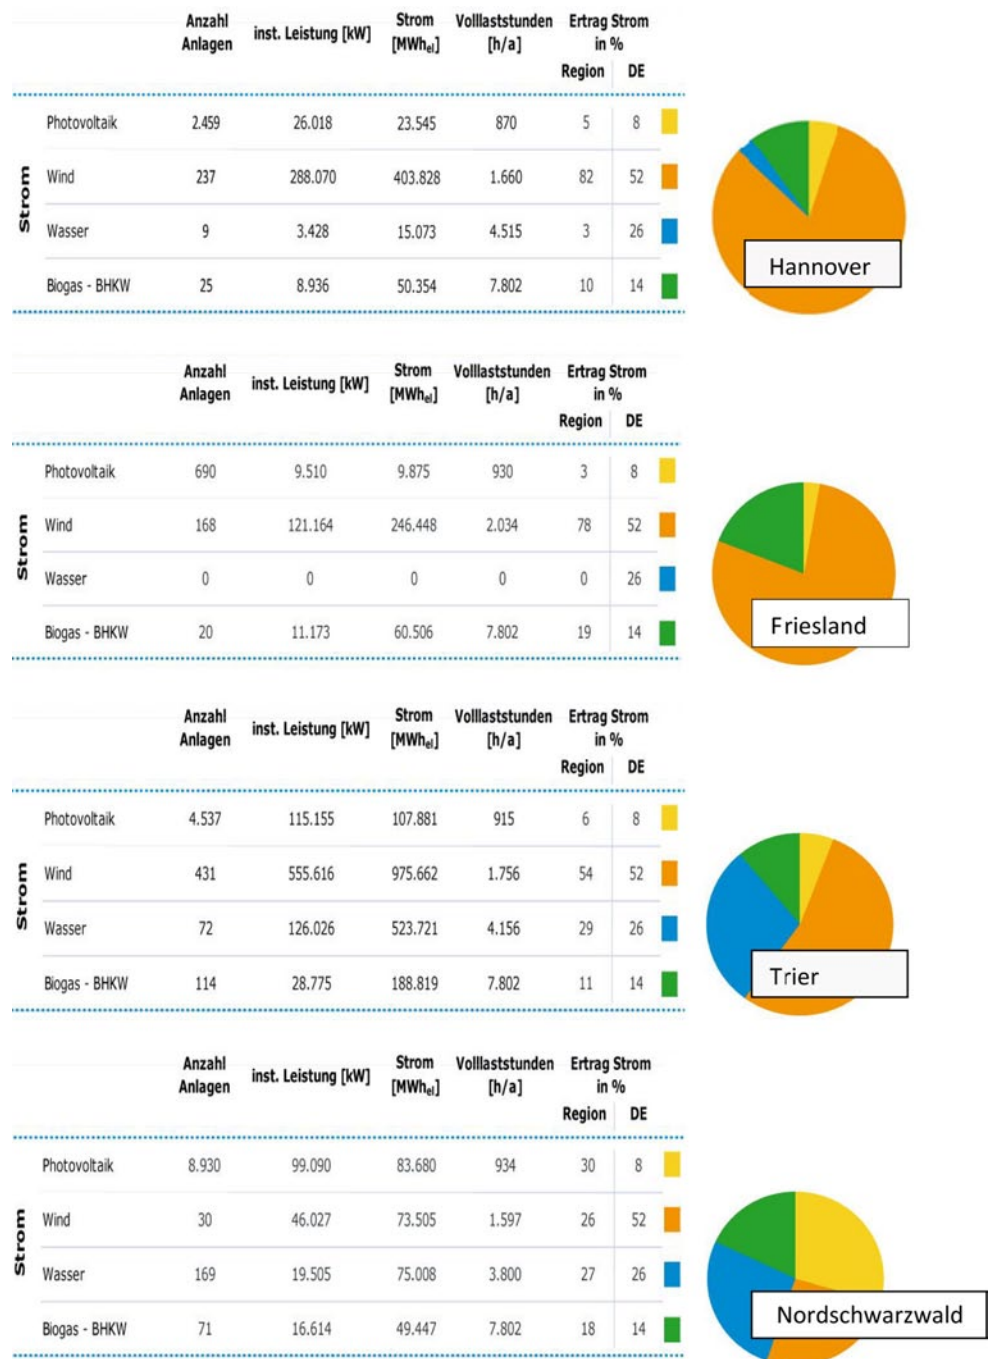 Anzahl Anlagen inst. Leistung [kW] Strom [MWhel] Volllaststunden [h/a] Ertrag Strom in %
Region DE
Strom
Photovoltaik 2.459 26.018 23.545 870 5 8
Wind 237 288.070 403.828 1.660 82 52
Wasser 9 3.428 15.073 4.515 3 26
Biogas - BHKW 25 8.936 50.354 7.802 10 14
Hannover
Anzahl Anlagen inst. Leistung [kW] Strom [MWhel] Volllaststunden [h/a] Ertrag Strom in %
Region DE
Strom
Photovoltaik 690 9.510 9.875 930 3 8
Wind 168 121.164 246.448 2.034 78 52
Wasser 0 0 0 0 0 26
Biogas - BHKW 20 11.173 60.506 7.802 19 14
Friesland
Anzahl Anlagen inst. Leistung [kW] Strom [MWhel] Volllaststunden [h/a] Ertrag Strom in %
Region DE
Strom
Photovoltaik 4.537 115.155 107.881 915 6 8
Wind 431 555.616 975.662 1.756 54 52
Wasser 72 126.026 523.721 4.156 29 26
Biogas - BHKW 114 28.775 188.819 7.802 11 14
Trier
Anzahl Anlagen inst. Leistung [kW] Strom [MWhel] Volllaststunden [h/a] Ertrag Strom in %
Region DE
Strom
Photovoltaik 8.930 99.090 83.680 934 30 8
Wind 30 46.027 73.505 1.597 26 52
Wasser 169 19.505 75.008 3.800 27 26
Biogas - BHKW 71 16.614 49.447 7.802 18 14
Nordschwarzwald